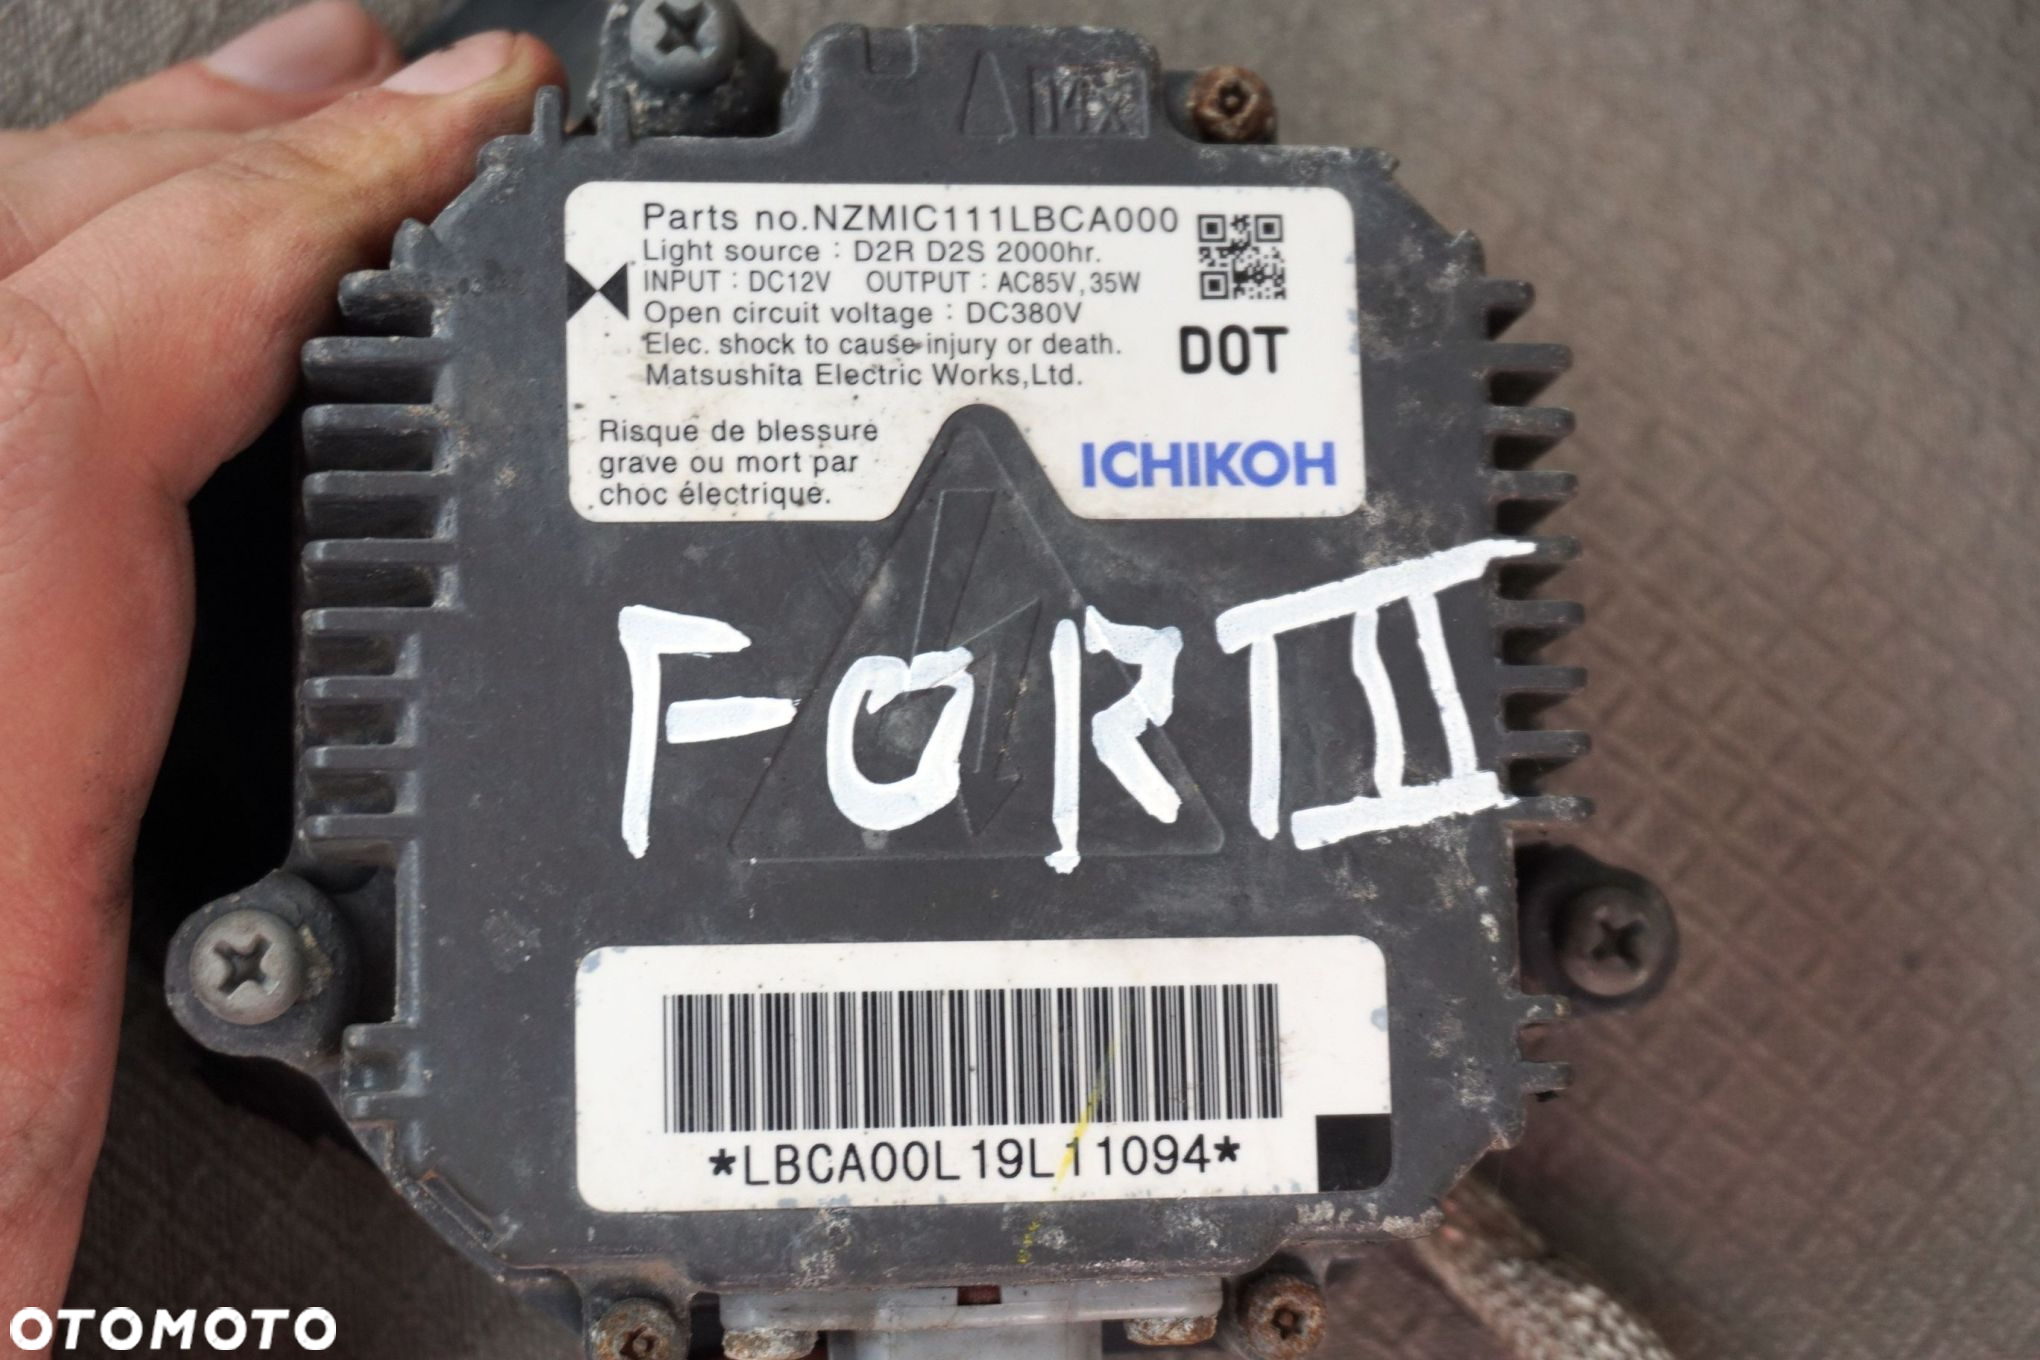 14X
Parts no.NZMIC111LBCA000
Light source : D2R D2S 2000hr.
INPUT : DC12V OUTPUT : AC85V, 35W
Open circuit voltage : DC380V
Elec. shock to cause injury or death.
Matsushita Electric Works,Ltd.
DOT
Risque de blessure
grave ou mort par
choc électrique.
ICHIKOH
FOR III
*LBCA00L19L11094*
OTOMOTO